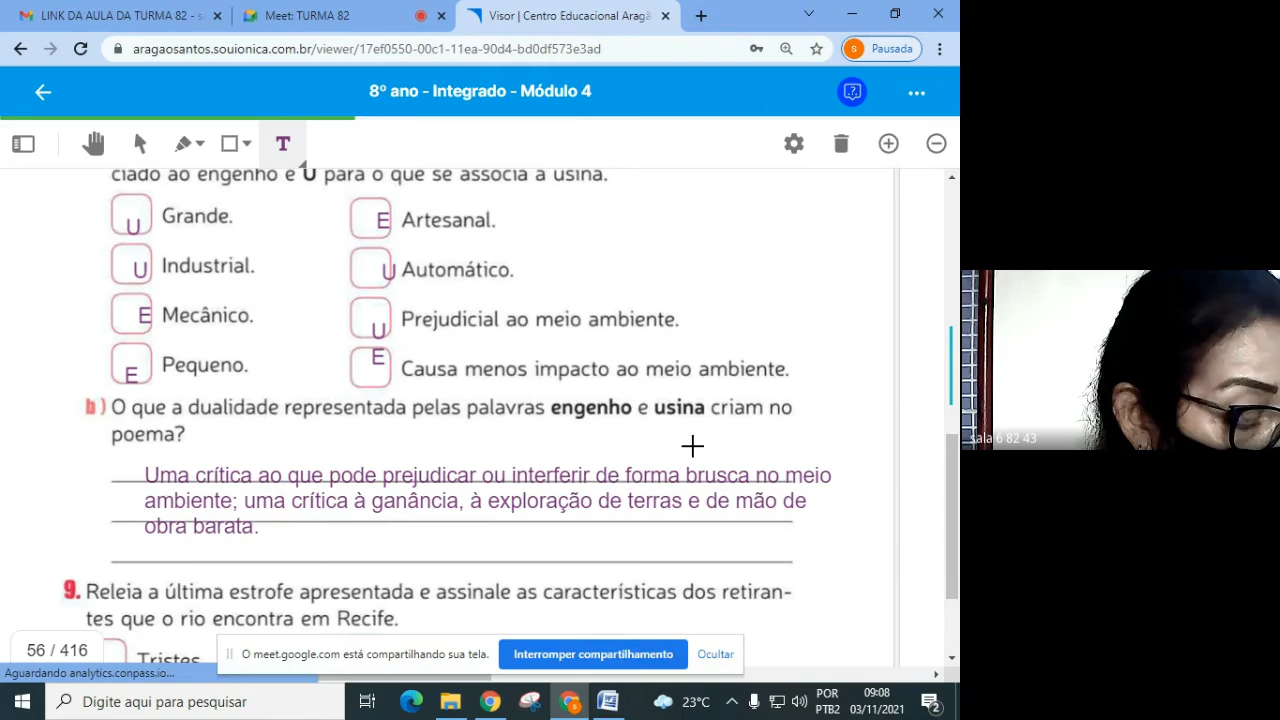 LINK DA AULA DA TURMA 82 - s
Meet: TURMA 82
Visor | Centro Educacional Aragã
aragaosantos.souionica.com.br/viewer/17ef0550-00c1-11ea-90d4-bd0df573e3ad
S Pausada
8º ano - Integrado - Módulo 4
T
ciado ao engenho e U para o que se associa à usina.
U Grande.
E Artesanal.
U Industrial.
U Automático.
E Mecânico.
U Prejudicial ao meio ambiente.
E Pequeno.
E Causa menos impacto ao meio ambiente.
b) O que a dualidade representada pelas palavras engenho e usina criam no
poema?
Uma crítica ao que pode prejudicar ou interferir de forma brusca no meio
ambiente; uma crítica à ganância, à exploração de terras e de mão de
obra barata.
9. Releia a última estrofe apresentada e assinale as características dos retiran-
tes que o rio encontra em Recife.
Tristes
56 / 416
O meet.google.com está compartilhando sua tela.
Interromper compartilhamento
Ocultar
Aguardando analytics.conpass.io...
sala 6 82 43
Digite aqui para pesquisar
23°C
POR
PTB2
09:08
03/11/2021
2